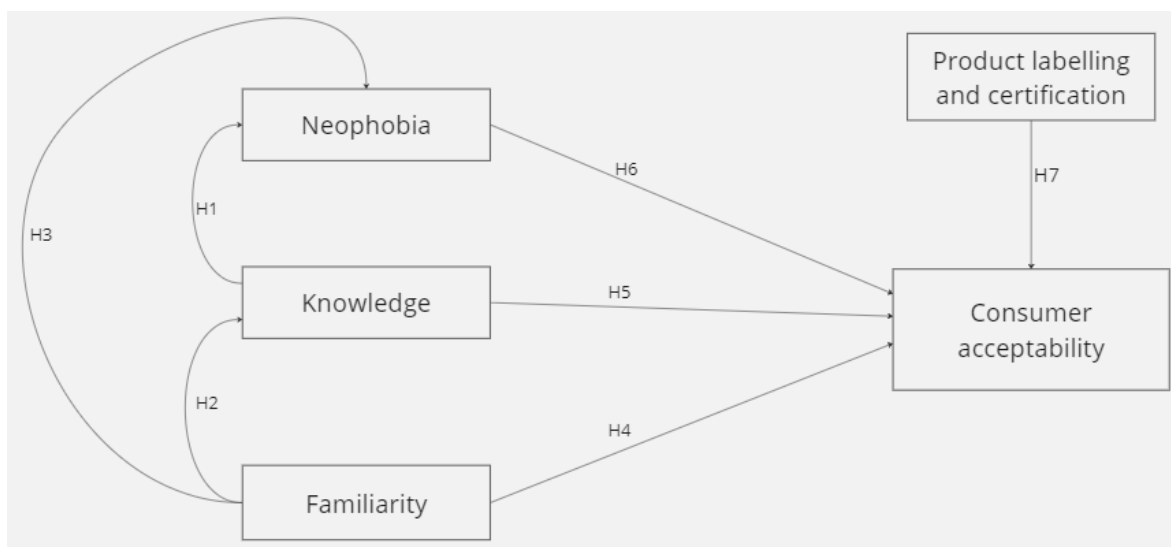 Product labelling
and certification
Neophobia
H6
H7
H1
H3
Knowledge
H5
Consumer
acceptability
H2
H4
Familiarity